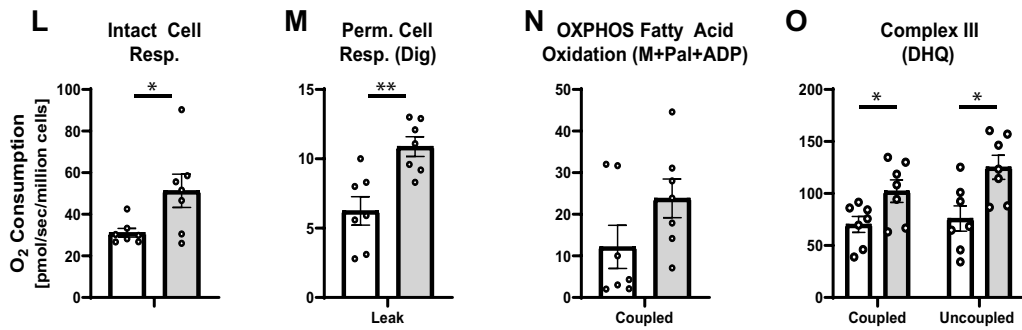 L
Intact Cell
Resp.
O2 Consumption
[pmol/sec/million cells]
100
80
60
40
20
0
*
M
Perm. Cell
Resp. (Dig)
15
10
5
0
**
Leak
N
OXPHOS Fatty Acid
Oxidation (M+Pal+ADP)
50
40
30
20
10
0
Coupled
O
Complex III
(DHQ)
200
150
100
50
0
*
*
Coupled
Uncoupled